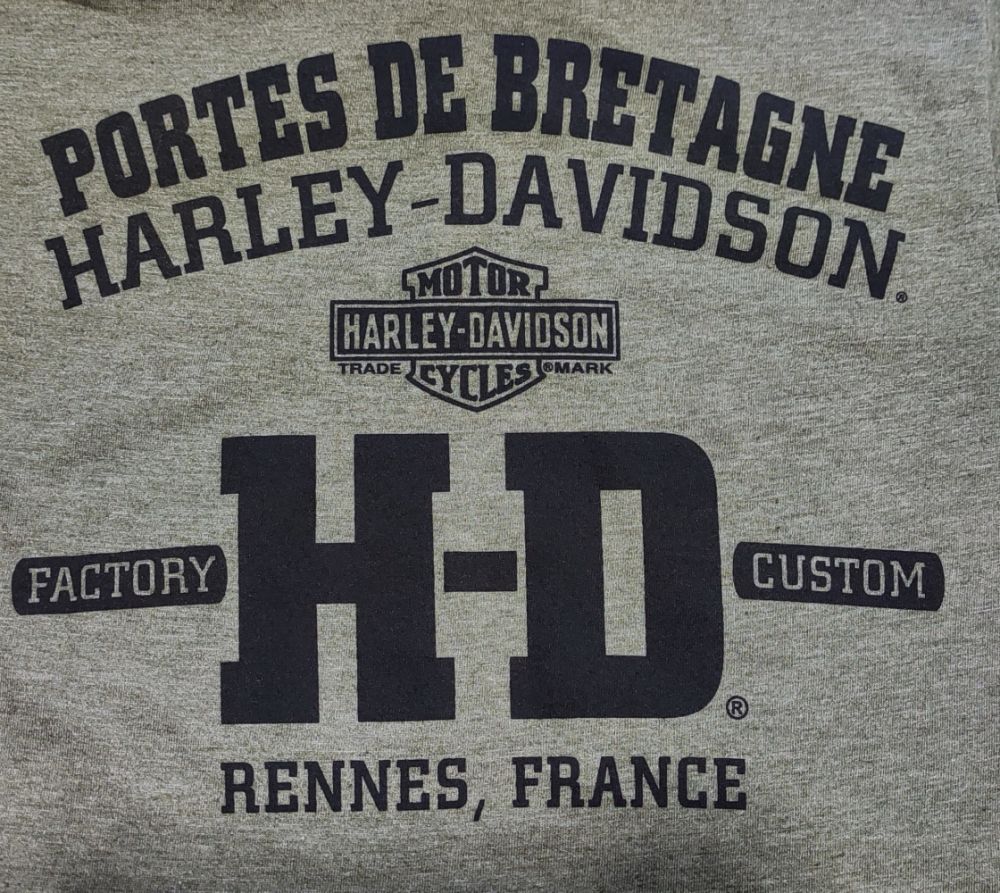 PORTES DE BRETAGNE
HARLEY-DAVIDSON®
MOTOR
HARLEY-DAVIDSON
TRADE ®MARK
CYCLES
H-D®
FACTORY CUSTOM
RENNES, FRANCE